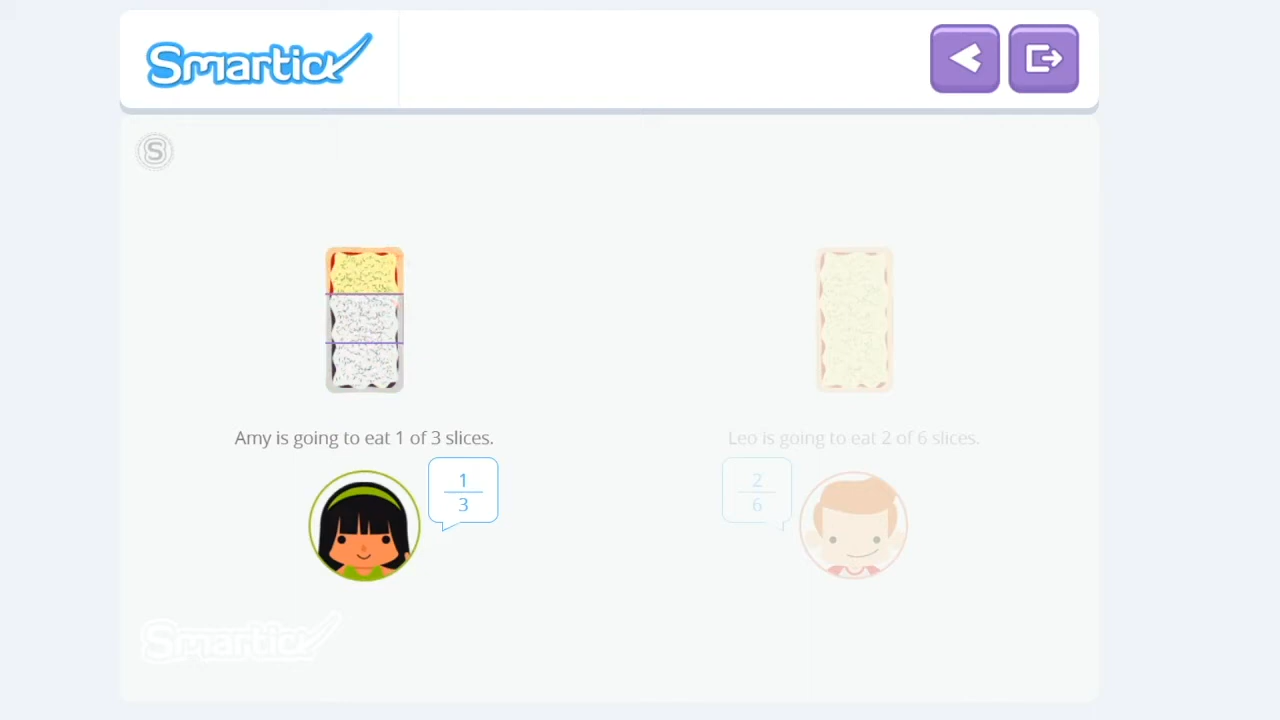 Smartick
S
Amy is going to eat 1 of 3 slices.
Leo is going to eat 2 of 6 slices.
1
3
2
6
Smartick